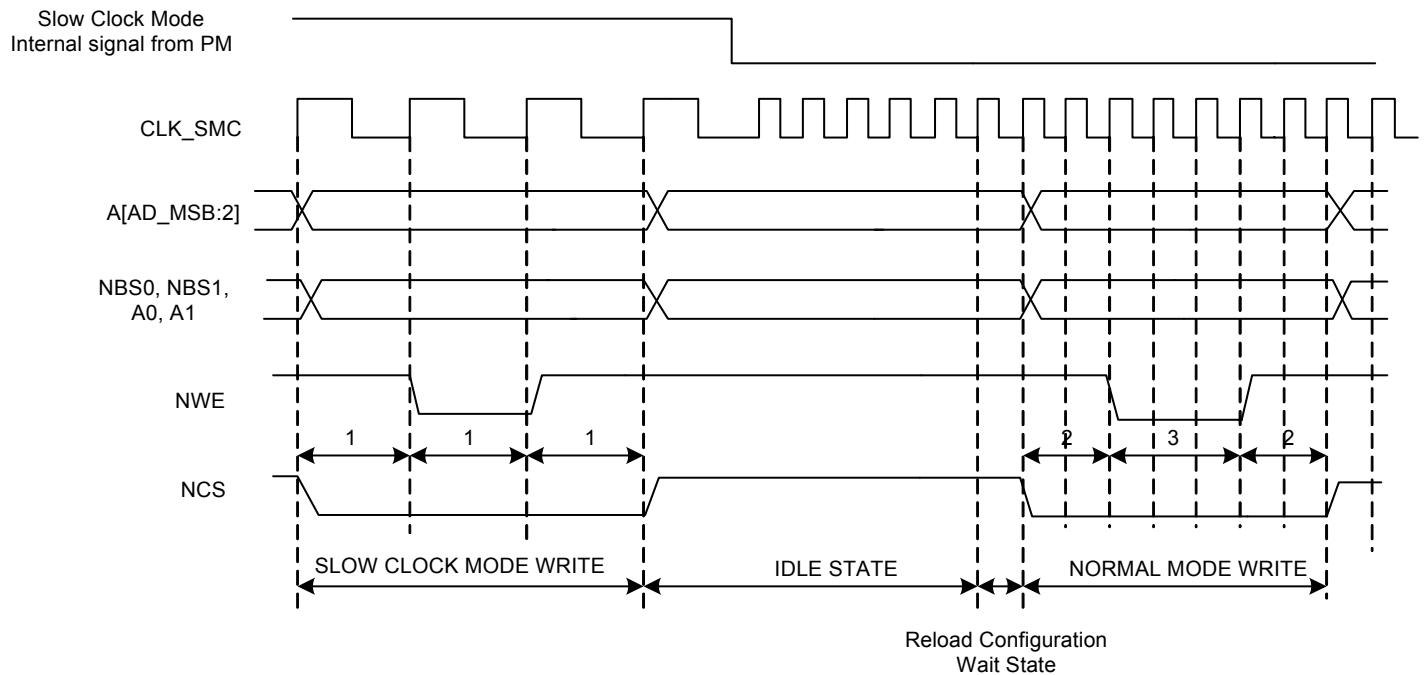 Slow Clock Mode
Internal signal from PM
CLK_SMC
A[AD_MSB:2]
NBS0, NBS1,
A0, A1
NWE
1 1 1 2 3 2
NCS
SLOW CLOCK MODE WRITE IDLE STATE NORMAL MODE WRITE
Reload Configuration
Wait State